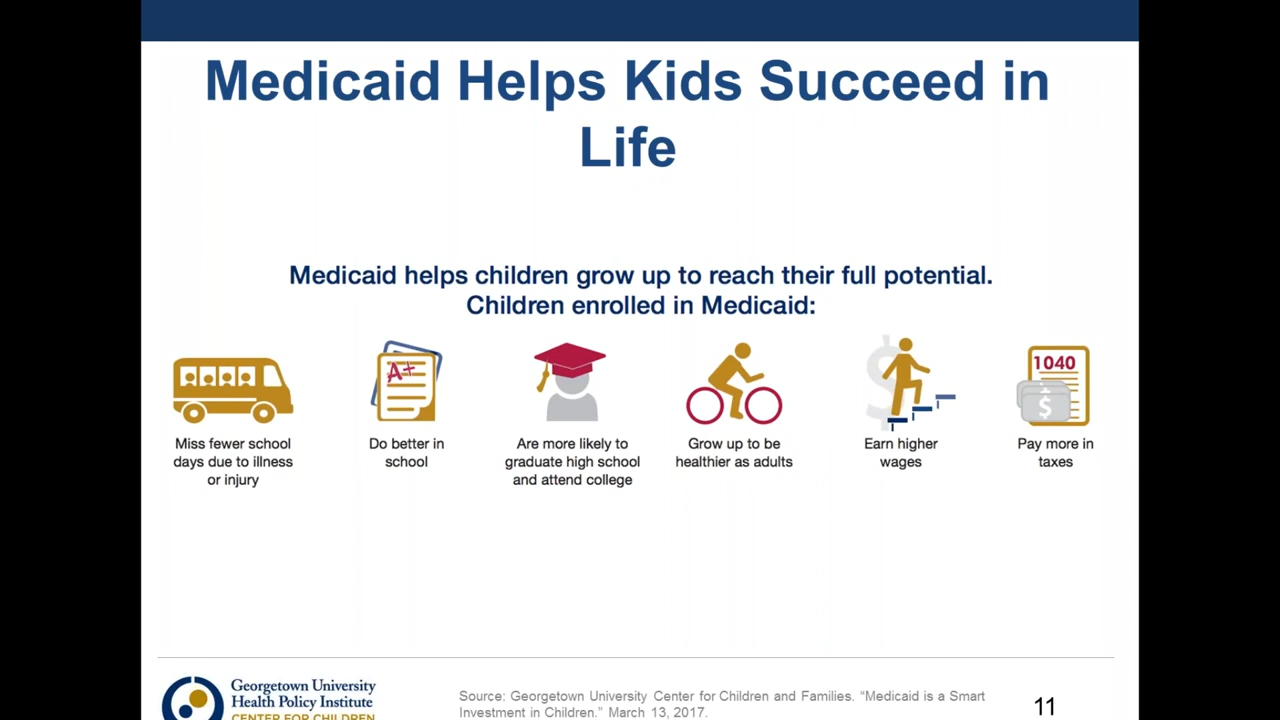 Medicaid Helps Kids Succeed in
Life
Medicaid helps children grow up to reach their full potential.
Children enrolled in Medicaid:
A+
1040
$
$
Miss fewer school
days due to illness
or injury
Do better in
school
Are more likely to
graduate high school
and attend college
Grow up to be
healthier as adults
Earn higher
wages
Pay more in
taxes
Georgetown University
Health Policy Institute
CENTER FOR CHILDREN
Source: Georgetown University Center for Children and Families. “Medicaid is a Smart
Investment in Children.” March 13, 2017.
11